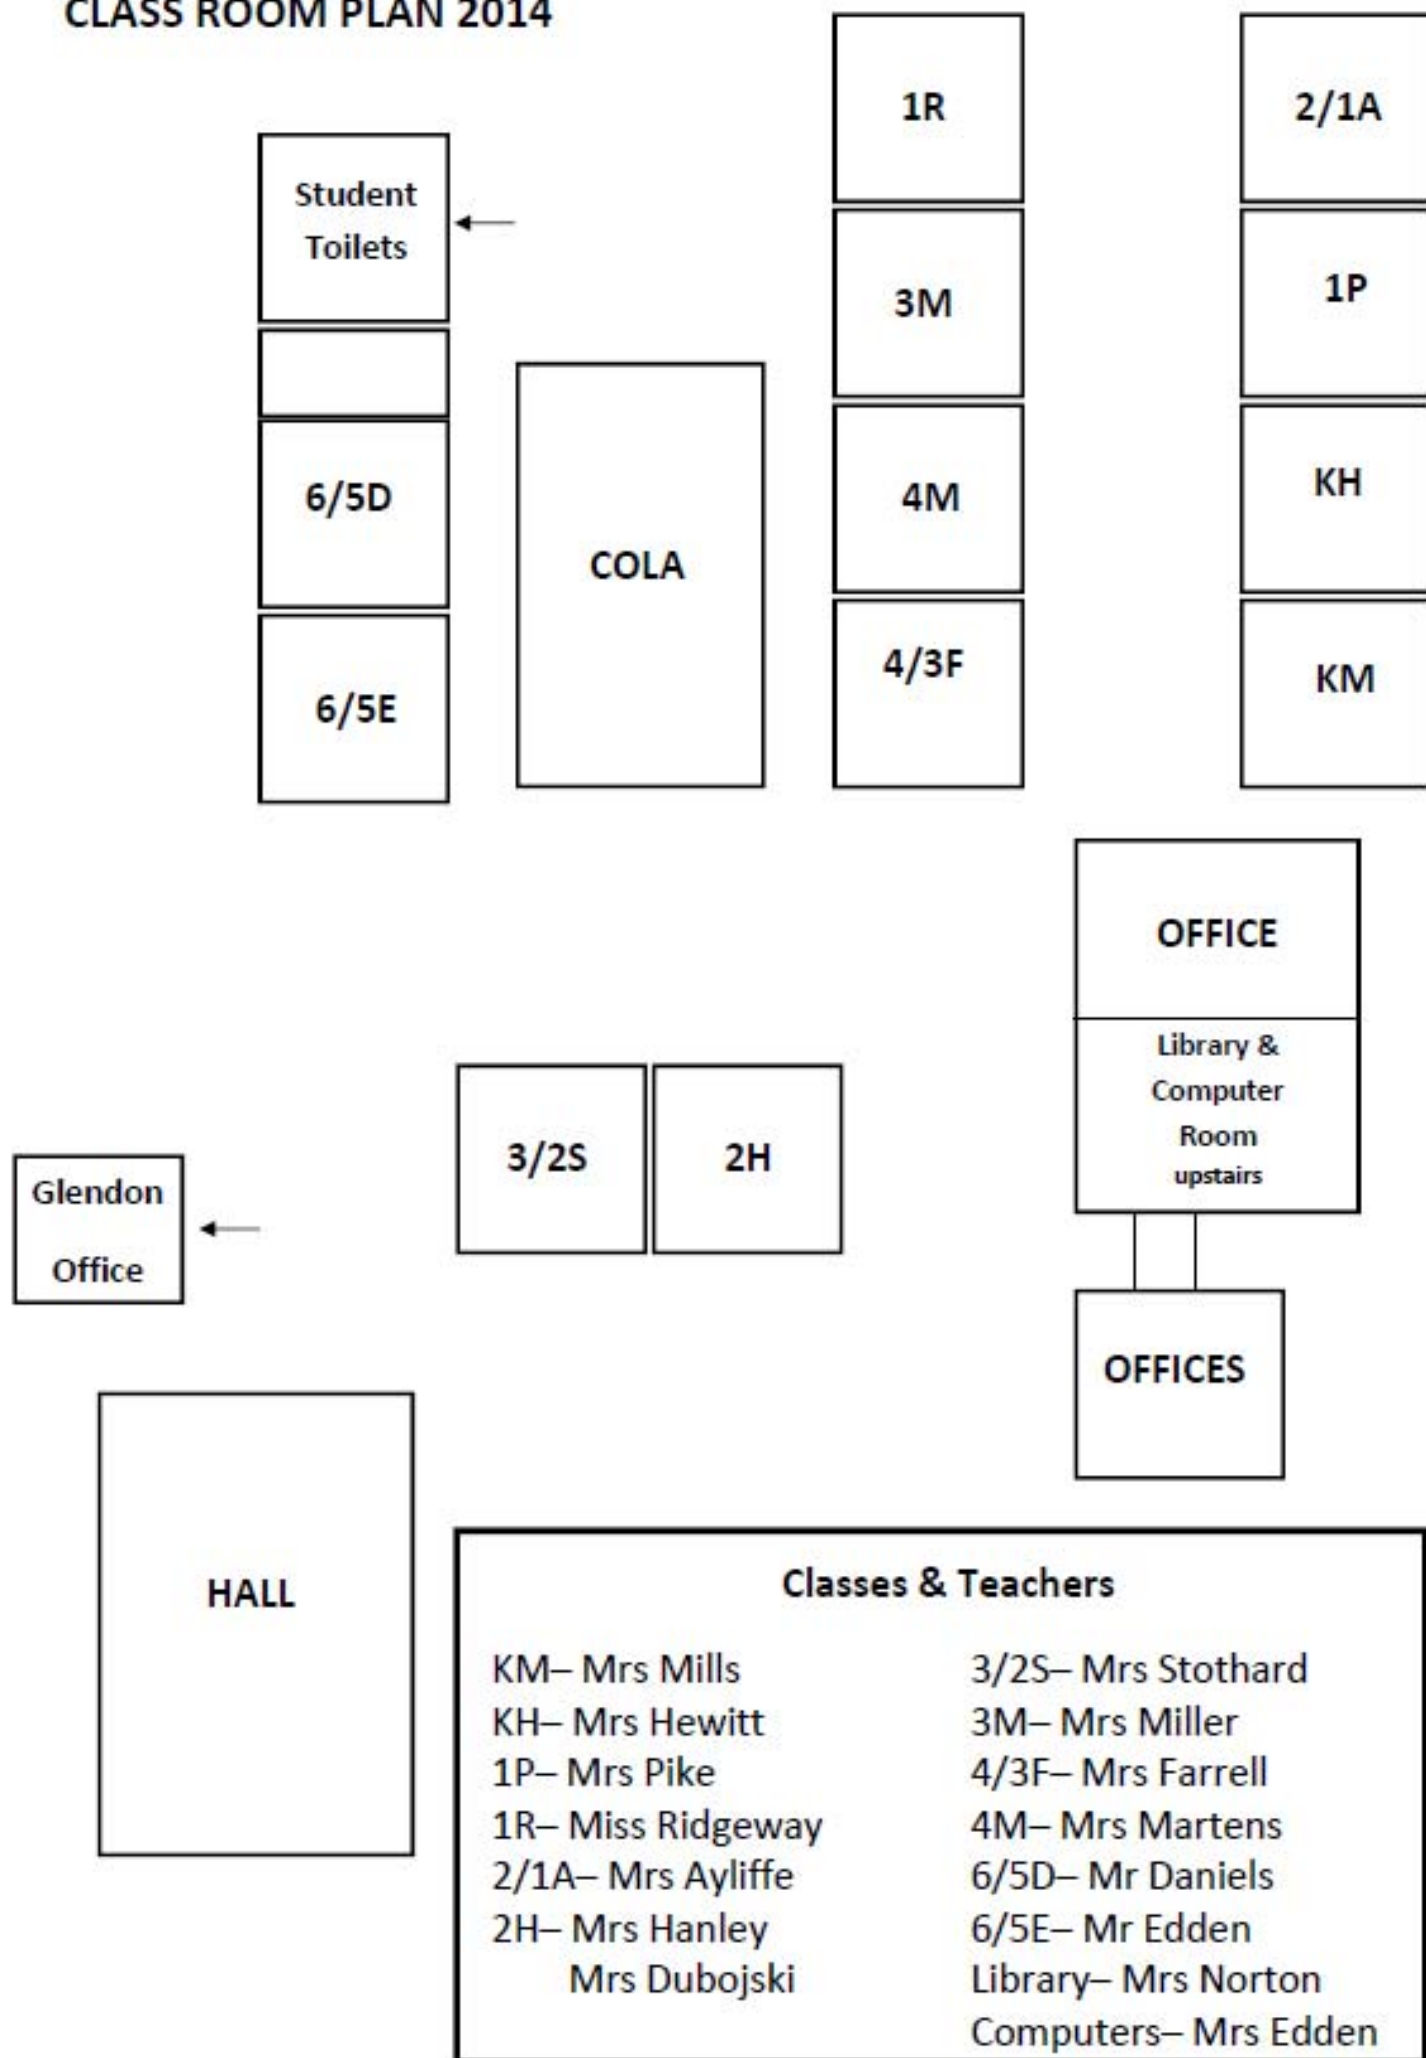 CLASS ROOM PLAN 2014
1R
2/1A
Student
Toilets
3M
1P
6/5D
COLA
4M
KH
6/5E
4/3F
KM
OFFICE
Library &
Computer
Room
upstairs
3/2S
2H
Glendon
Office
OFFICES
HALL
Classes & Teachers
KM– Mrs Mills
KH– Mrs Hewitt
1P– Mrs Pike
1R– Miss Ridgeway
2/1A– Mrs Ayliffe
2H– Mrs Hanley
Mrs Dubojski
3/2S– Mrs Stothard
3M– Mrs Miller
4/3F– Mrs Farrell
4M– Mrs Martens
6/5D– Mr Daniels
6/5E– Mr Edden
Library– Mrs Norton
Computers– Mrs Edden